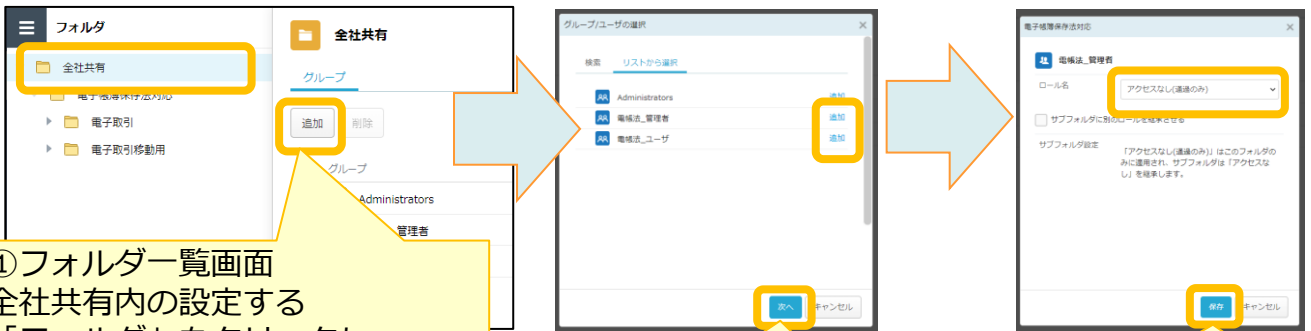 フォルダ
全社共有
電子帳簿保存法対応
電子取引
電子取引移動用
全社共有
グループ
追加
削除
グループ
Administrators
管理者
①フォルダ一覧画面
全社共有内の設定する
グループ/ユーザの選択
×
検索
リストから選択
Administrators
追加
電帳法_管理者
追加
電帳法_ユーザ
追加
次へ
キャンセル
電子帳簿保存法対応
×
電帳法_管理者
ロール名
アクセスなし(通過のみ)
サブフォルダに別のロールを継承させる
サブフォルダ設定
「アクセスなし(通過のみ)」はこのフォルダの
みに適用され、サブフォルダは「アクセスな
し」を継承します。
保存
キャンセル